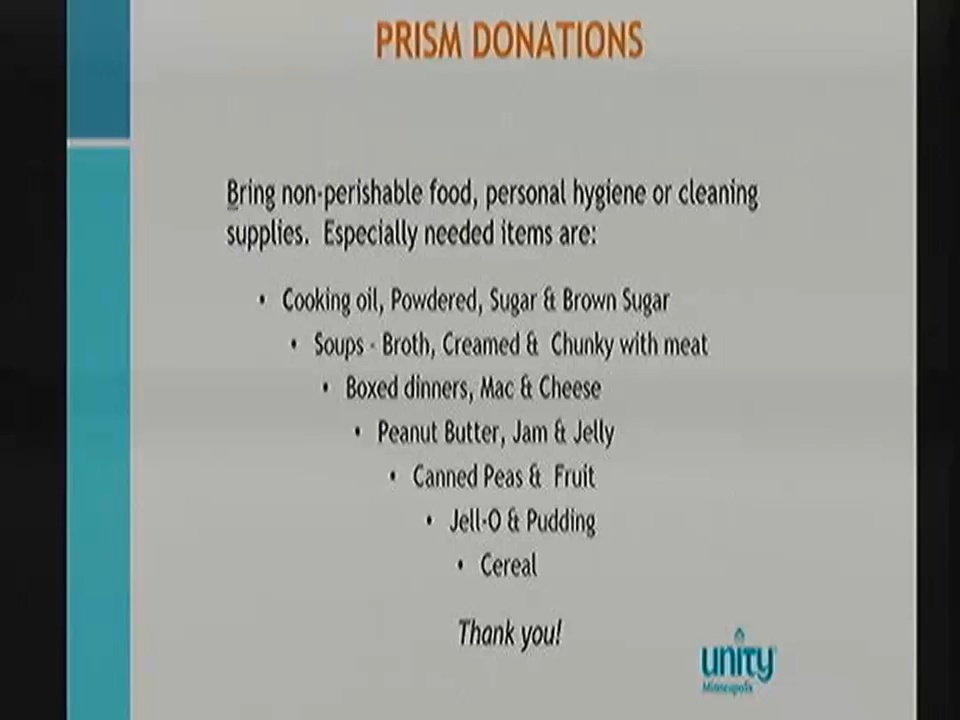 PRISM DONATIONS
Bring non-perishable food, personal hygiene or cleaning
supplies. Especially needed items are:
• Cooking oil, Powdered, Sugar & Brown Sugar
• Soups - Broth, Creamed & Chunky with meat
• Boxed dinners, Mac & Cheese
• Peanut Butter, Jam & Jelly
• Canned Peas & Fruit
• Jell-O & Pudding
• Cereal
Thank you!
unity
Minneapolis